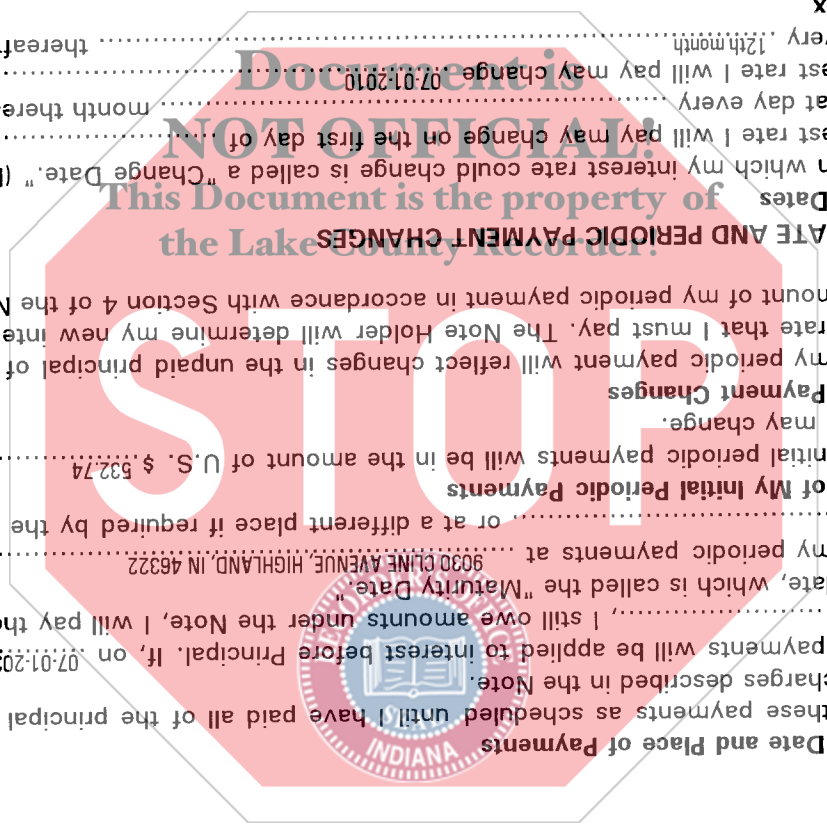 Date and Place of Payments
these payments as scheduled until I have paid all of the principal
charges described in the Note.
payments will be applied to interest before Principal. If, on ..07-01-20
...................., I still owe amounts under the Note, I will pay th
ate, which is called the "Maturity Date."
my periodic payments at .....9030 CLINE AVENUE, HIGHLAND, IN 46322.....
.................... or at a different place if required by the
of My Initial Periodic Payments
nitial periodic payments will be in the amount of U.S. $ 532.74
may change.
Payment Changes
my periodic payment will reflect changes in the unpaid principal of
rate that I must pay. The Note Holder will determine my new inte
mount of my periodic payment in accordance with Section 4 of the N
ATE AND PERIODIC PAYMENT CHANGES
Dates
n which my interest rate could change is called a "Change Date."
est rate I will pay may change on the first day of ....................
at day every .................... month there
est rate I will pay may change 07-01-2010....................
very 12th month .................... thereaf
x
Document is
NOT OFFICIAL!
This Document is the property of
the Lake County Recorder!
STOP
RECORDER'S OFFICE
SEAL
INDIANA